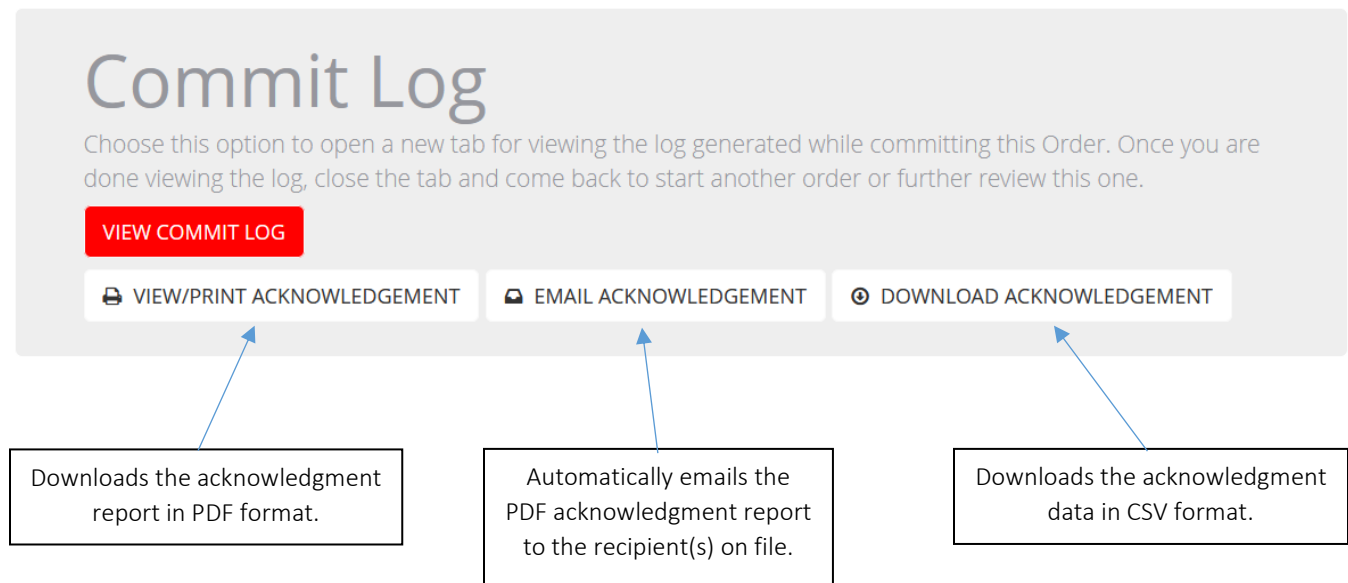 Commit Log
Choose this option to open a new tab for viewing the log generated while committing this Order. Once you are
done viewing the log, close the tab and come back to start another order or further review this one.
VIEW COMMIT LOG
VIEW/PRINT ACKNOWLEDGEMENT
EMAIL ACKNOWLEDGEMENT
DOWNLOAD ACKNOWLEDGEMENT
Downloads the acknowledgment
report in PDF format.
Automatically emails the
PDF acknowledgment report
to the recipient(s) on file.
Downloads the acknowledgment
data in CSV format.